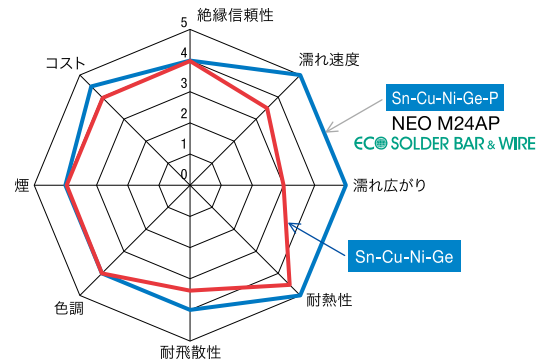 絶縁信頼性
5
4
3
2
1
0
コスト
濡れ速度
Sn-Cu-Ni-Ge-P
NEO M24AP
ECO SOLDER BAR & WIRE
煙
濡れ広がり
Sn-Cu-Ni-Ge
色調
耐熱性
耐飛散性